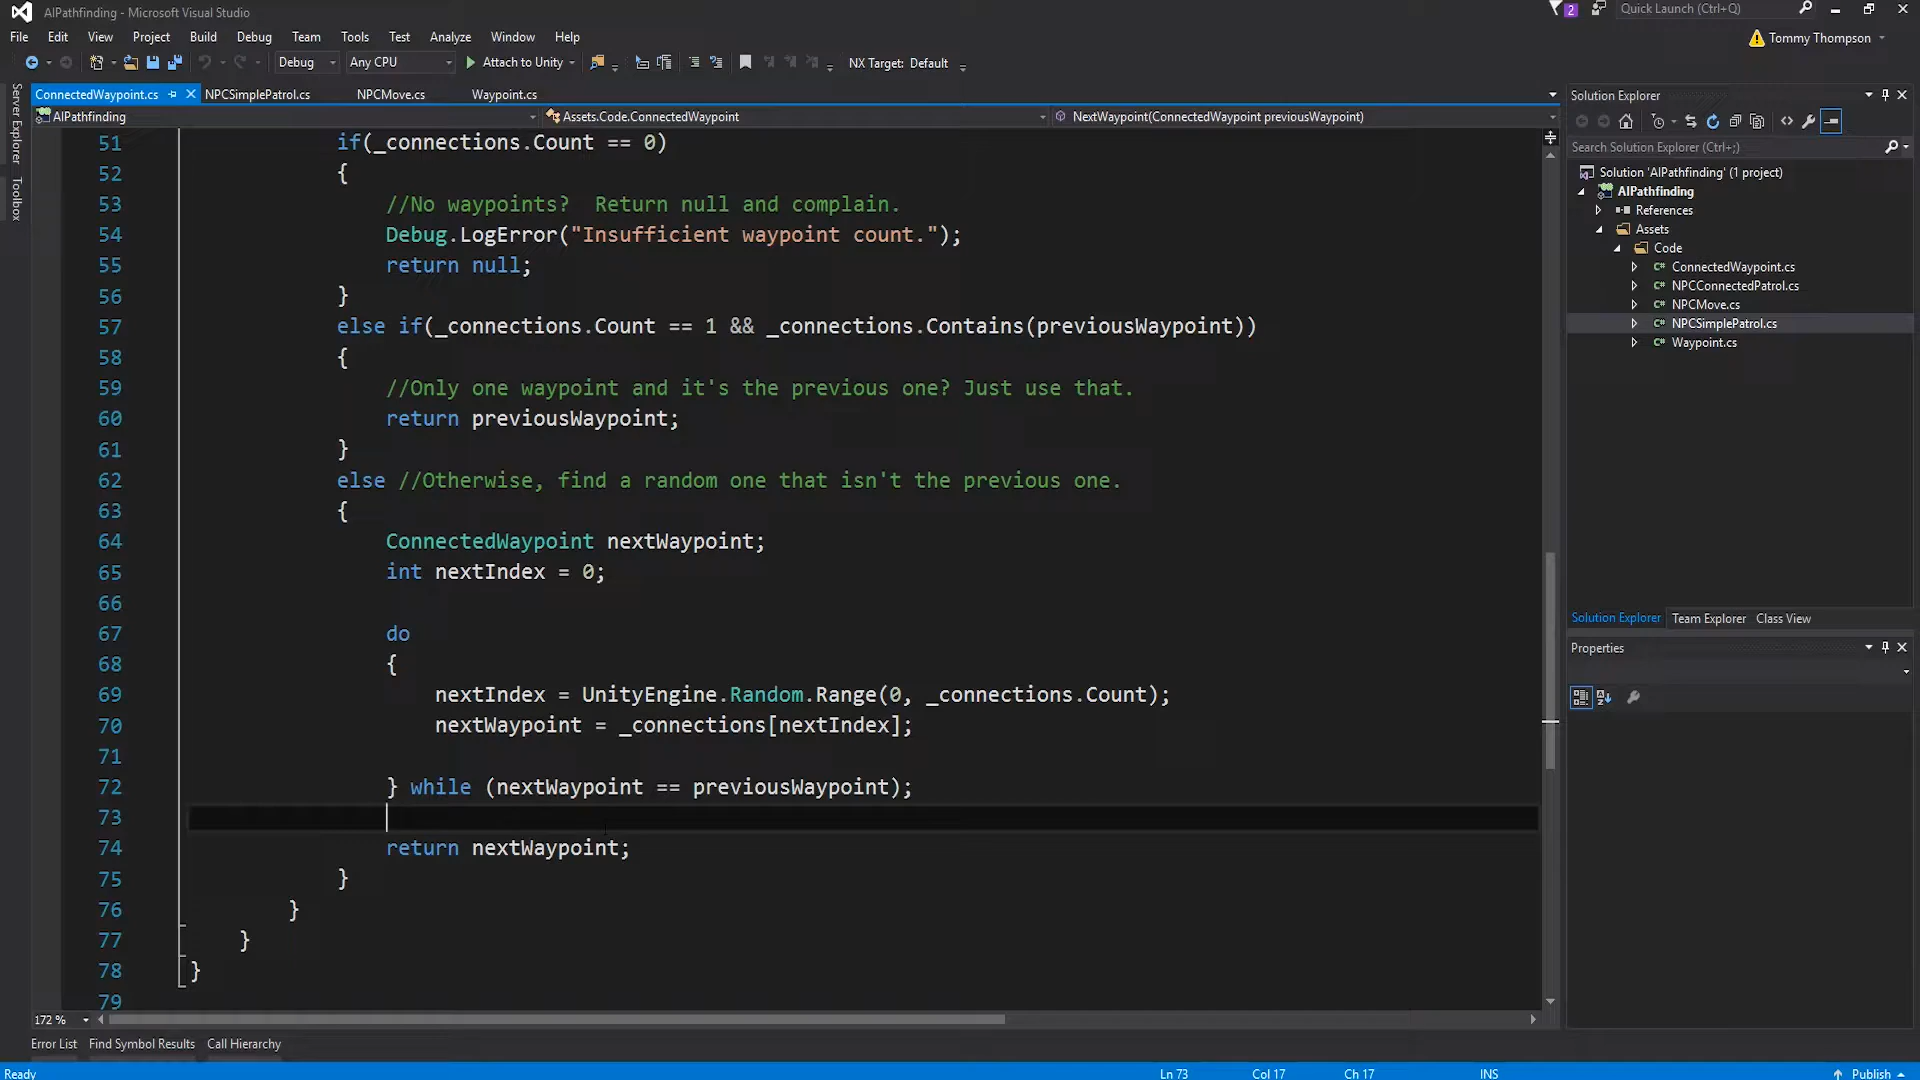 AIPathfinding - Microsoft Visual Studio
2
Quick Launch (Ctrl+Q)
File Edit View Project Build Debug Team Tools Test Analyze Window Help
Tommy Thompson
Debug Any CPU Attach to Unity NX Target: Default
Server Explorer
Toolbox
ConnectedWaypoint.cs NPCSimplePatrol.cs NPCMove.cs Waypoint.cs
AIPathfinding Assets.Code.ConnectedWaypoint NextWaypoint(ConnectedWaypoint previousWaypoint)
51 if(_connections.Count == 0)
52 {
53 //No waypoints?  Return null and complain.
54 Debug.LogError("Insufficient waypoint count.");
55 return null;
56 }
57 else if(_connections.Count == 1 && _connections.Contains(previousWaypoint))
58 {
59 //Only one waypoint and it's the previous one? Just use that.
60 return previousWaypoint;
61 }
62 else //Otherwise, find a random one that isn't the previous one.
63 {
64 ConnectedWaypoint nextWaypoint;
65 int nextIndex = 0;
66
67 do
68 {
69 nextIndex = UnityEngine.Random.Range(0, _connections.Count);
70 nextWaypoint = _connections[nextIndex];
71
72 } while (nextWaypoint == previousWaypoint);
73
74 return nextWaypoint;
75 }
76 }
77 }
78 }
79
172 %
Error List Find Symbol Results Call Hierarchy
Ready Ln 73 Col 17 Ch 17 INS Publish
Solution Explorer
Search Solution Explorer (Ctrl+;)
Solution 'AIPathfinding' (1 project)
AIPathfinding
References
Assets
Code
C# ConnectedWaypoint.cs
C# NPCConnectedPatrol.cs
C# NPCMove.cs
C# NPCSimplePatrol.cs
C# Waypoint.cs
Solution Explorer Team Explorer Class View
Properties